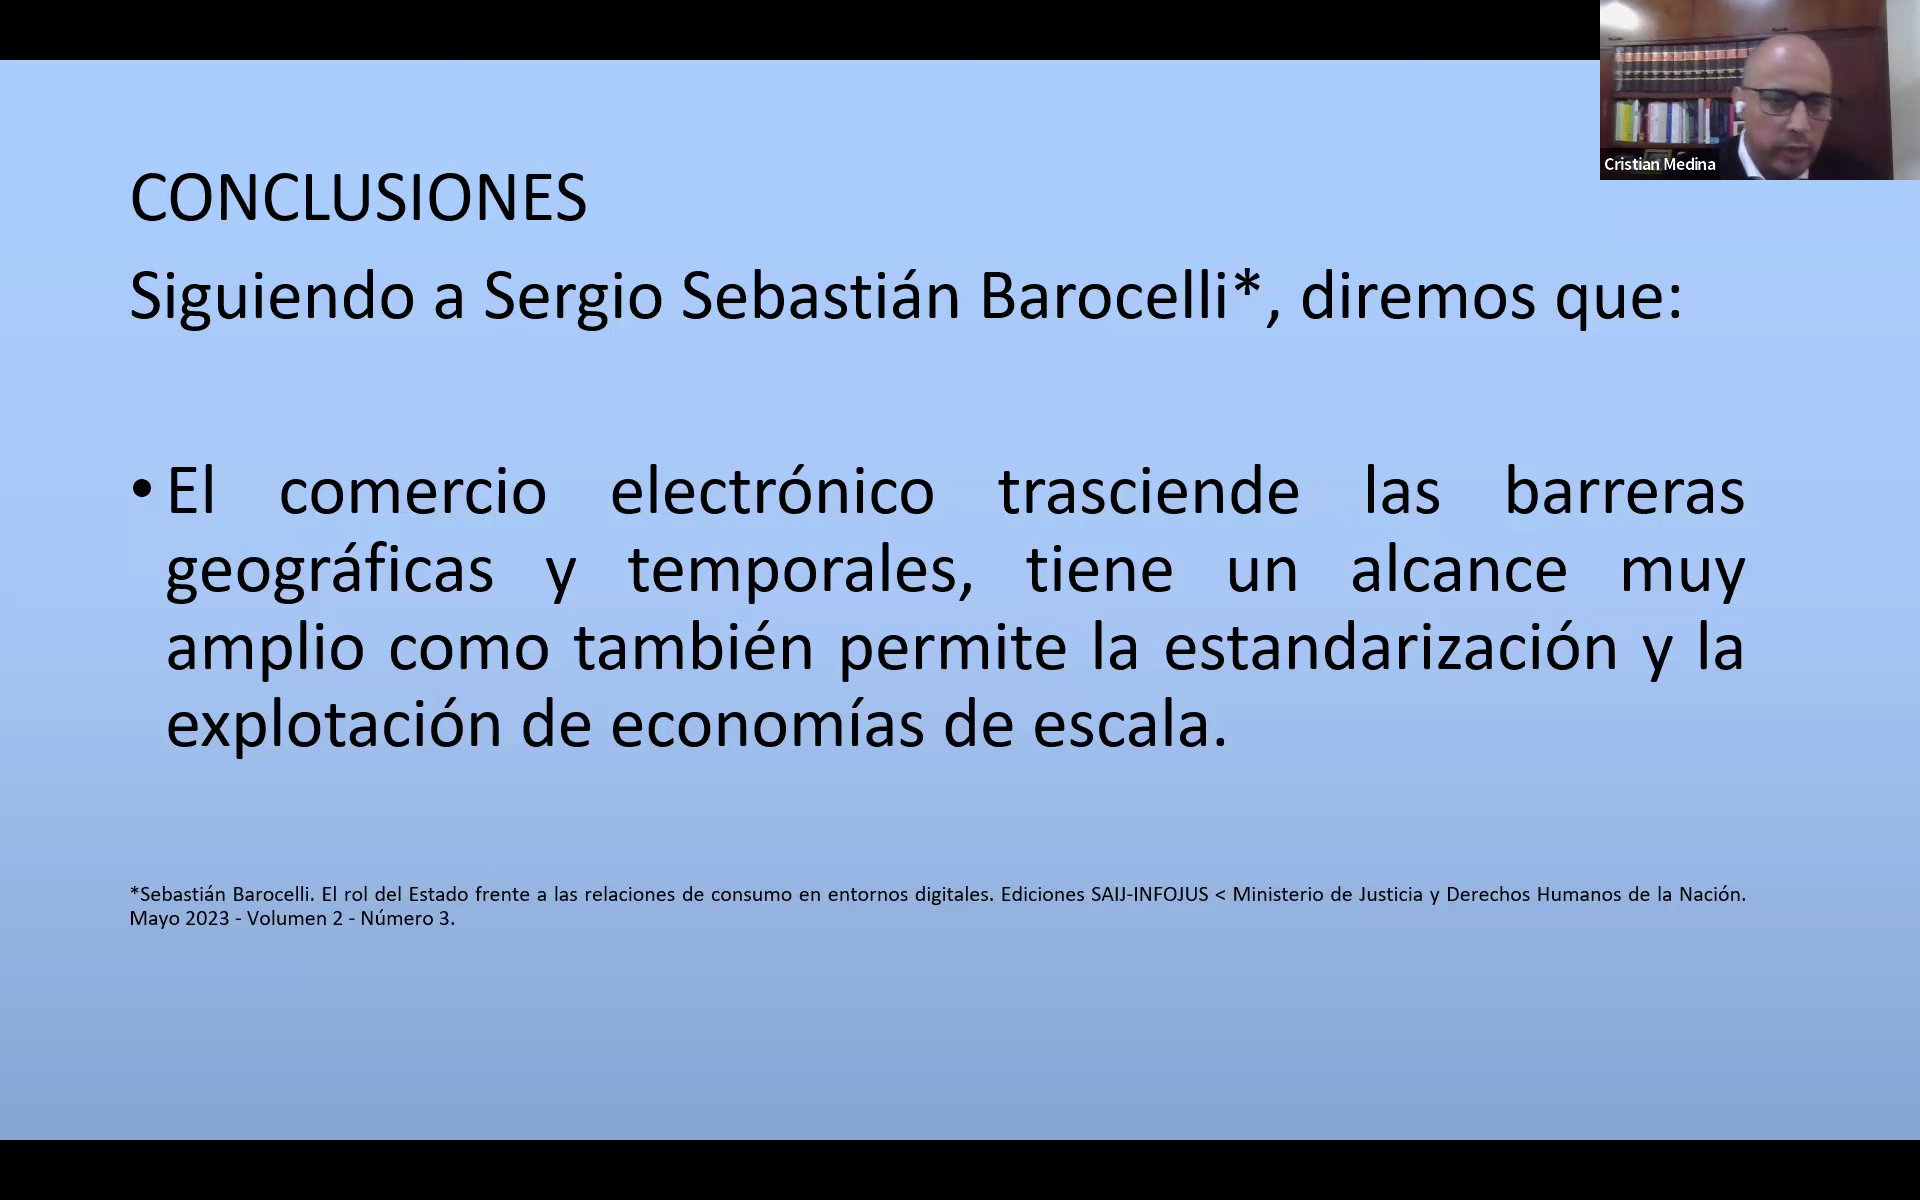 Cristian Medina
CONCLUSIONES
Siguiendo a Sergio Sebastián Barocelli*, diremos que:
• El comercio electrónico trasciende las barreras
geográficas y temporales, tiene un alcance muy
amplio como también permite la estandarización y la
explotación de economías de escala.
*Sebastián Barocelli. El rol del Estado frente a las relaciones de consumo en entornos digitales. Ediciones SAIJ-INFOJUS < Ministerio de Justicia y Derechos Humanos de la Nación.
Mayo 2023 - Volumen 2 - Número 3.